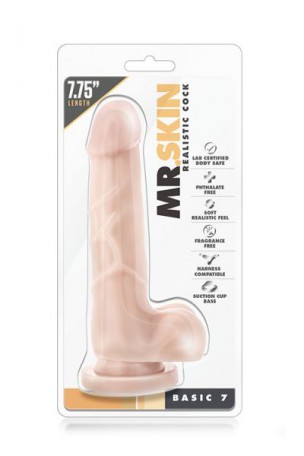 7.75"
LENGTH
MR.SKIN
REALISTIC COCK
LAB CERTIFIED
BODY SAFE
PHTHALATE
FREE
SOFT
REALISTIC FEEL
FRAGRANCE
FREE
HARNESS
COMPATIBLE
SUCTION CUP
BASE
BASIC 7